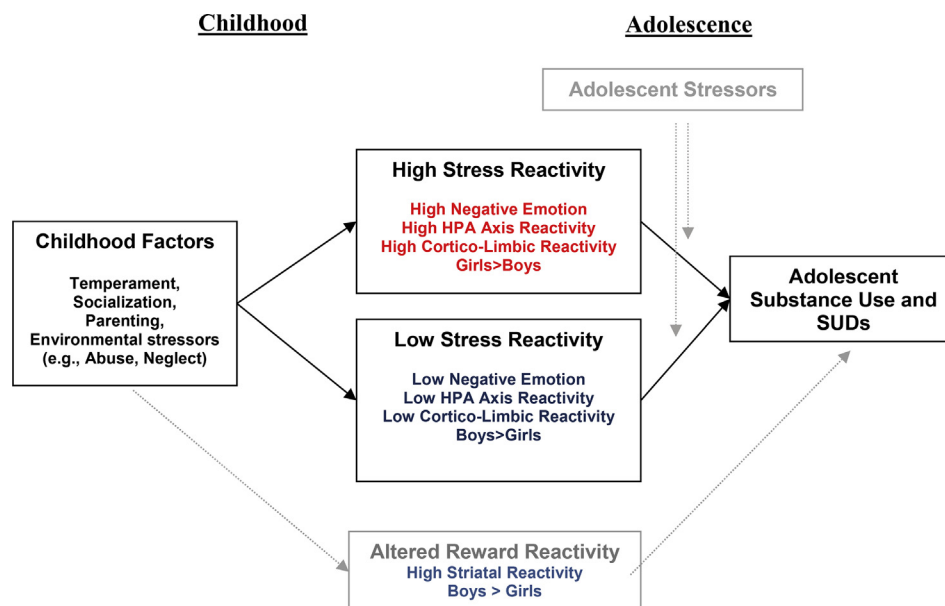 Childhood
Adolescence
Adolescent Stressors
High Stress Reactivity
High Negative Emotion
High HPA Axis Reactivity
High Cortico-Limbic Reactivity
Girls>Boys
Childhood Factors
Temperament,
Socialization,
Parenting,
Environmental stressors
(e.g., Abuse, Neglect)
Adolescent
Substance Use and
SUDs
Low Stress Reactivity
Low Negative Emotion
Low HPA Axis Reactivity
Low Cortico-Limbic Reactivity
Boys>Girls
Altered Reward Reactivity
High Striatal Reactivity
Boys > Girls